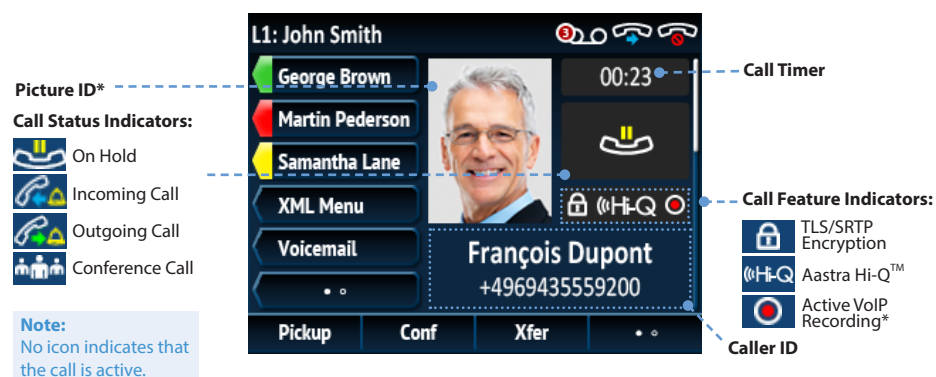 L1: John Smith
3
George Brown
00:23
Call Timer
Picture ID*
Martin Pederson
Call Status Indicators:
On Hold
Samantha Lane
Incoming Call
XML Menu
Hi-Q
Call Feature Indicators:
Outgoing Call
TLS/SRTP
Encryption
Voicemail
François Dupont
Conference Call
Hi-Q Aastra Hi-Q™
+4969435559200
Active VoIP
Recording*
Note:
No icon indicates that
the call is active.
Pickup Conf Xfer
Caller ID